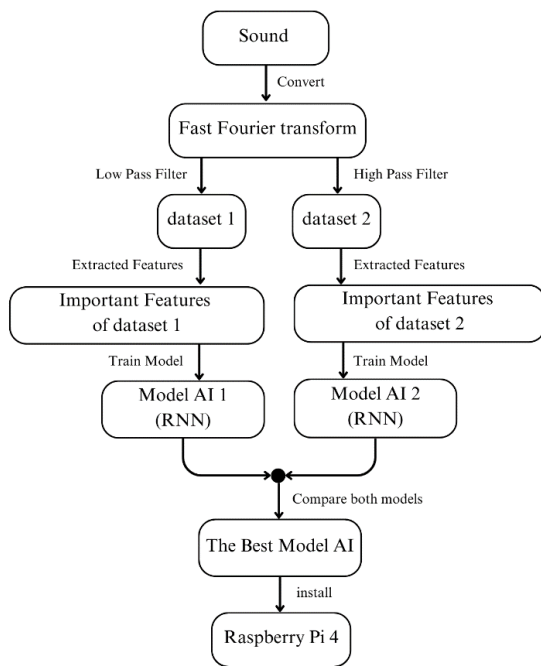 Sound
Convert
Fast Fourier transform
Low Pass Filter
High Pass Filter
dataset 1
dataset 2
Extracted Features
Extracted Features
Important Features
of dataset 1
Important Features
of dataset 2
Train Model
Train Model
Model AI 1
(RNN)
Model AI 2
(RNN)
Compare both models
The Best Model AI
install
Raspberry Pi 4